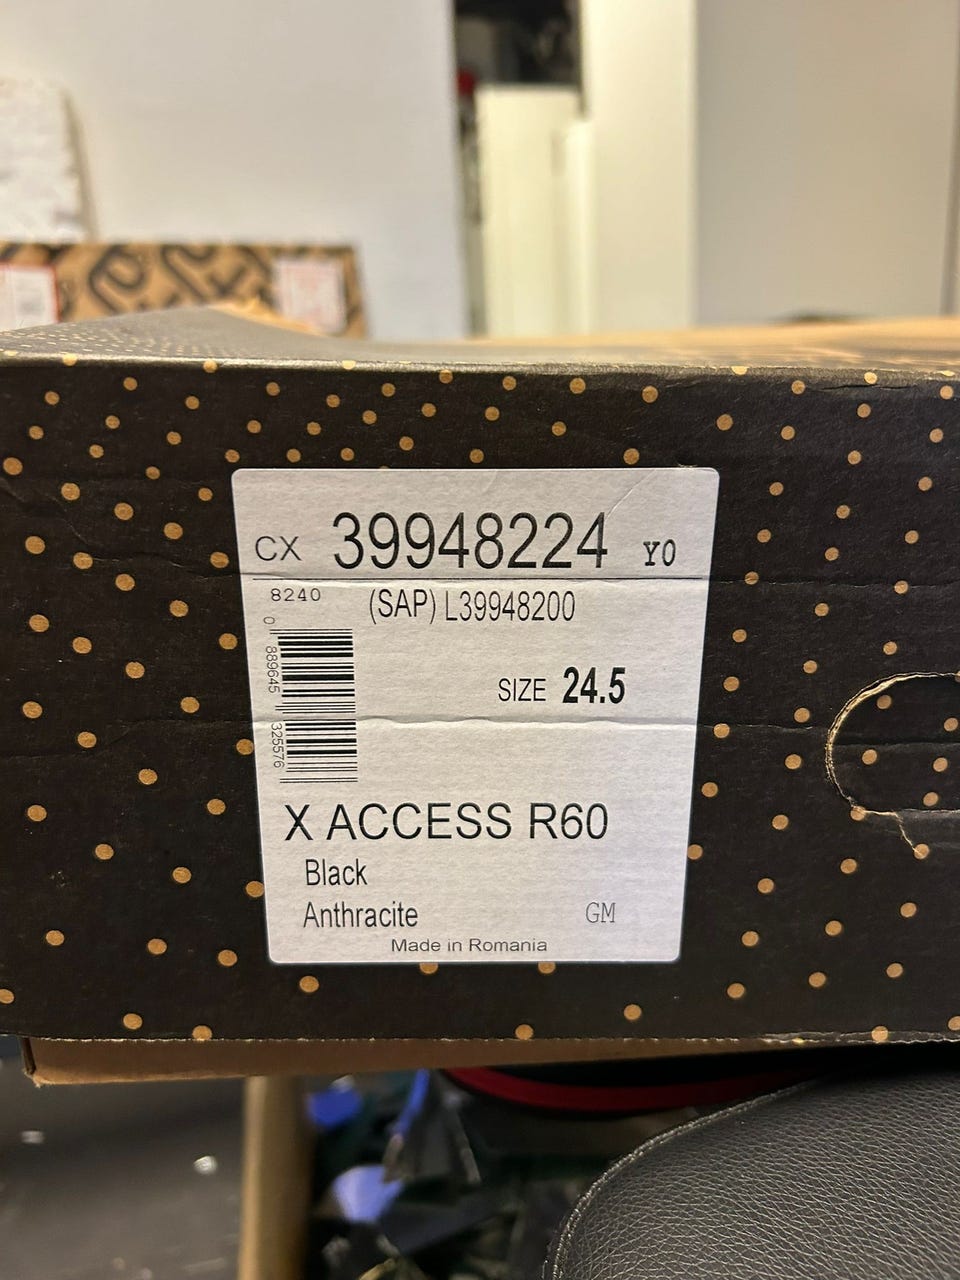 CX 39948224 Y0
8240 (SAP) L39948200
0 889645 325576
SIZE 24.5
X ACCESS R60
Black
Anthracite GM
Made in Romania